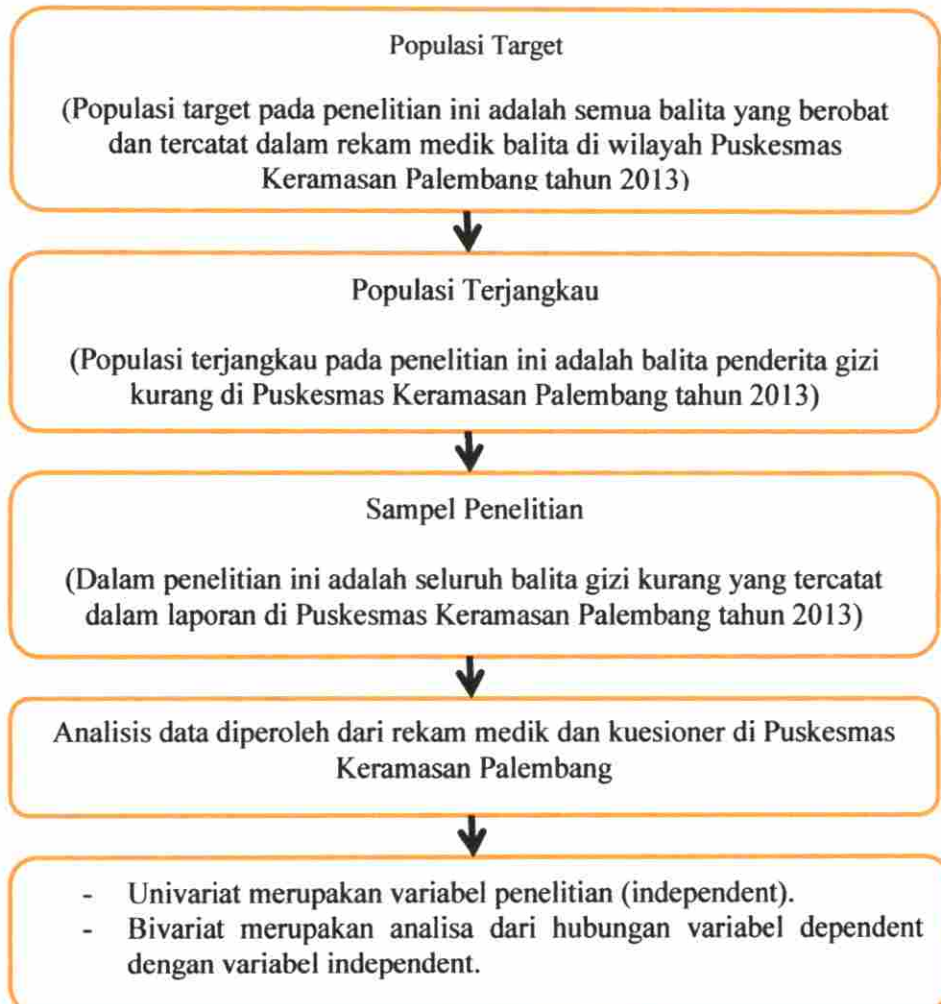 Populasi Target
(Populasi target pada penelitian ini adalah semua balita yang berobat
dan tercatat dalam rekam medik balita di wilayah Puskesmas
Keramasan Palembang tahun 2013)
Populasi Terjangkau
(Populasi terjangkau pada penelitian ini adalah balita penderita gizi
kurang di Puskesmas Keramasan Palembang tahun 2013)
Sampel Penelitian
(Dalam penelitian ini adalah seluruh balita gizi kurang yang tercatat
dalam laporan di Puskesmas Keramasan Palembang tahun 2013)
Analisis data diperoleh dari rekam medik dan kuesioner di Puskesmas
Keramasan Palembang
- Univariat merupakan variabel penelitian (independent).
- Bivariat merupakan analisa dari hubungan variabel dependent
dengan variabel independent.